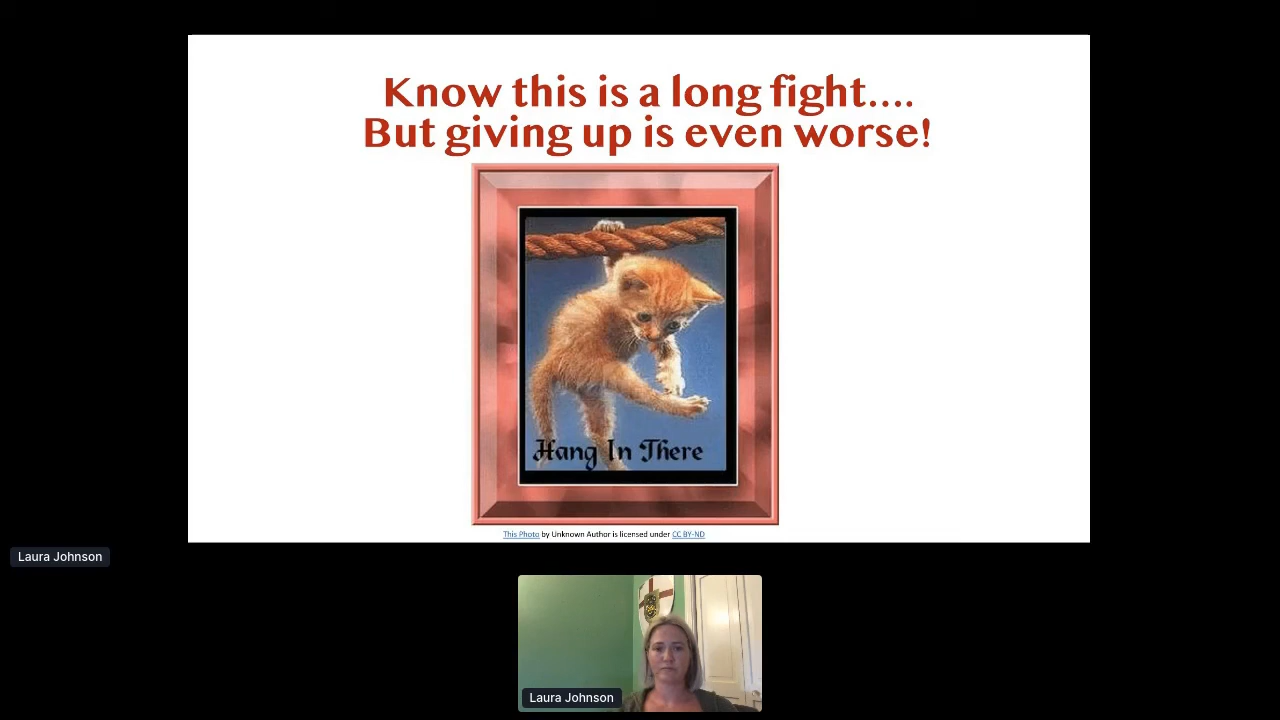 Know this is a long fight....
But giving up is even worse!
Hang In There
This Photo by Unknown Author is licensed under CC BY-ND
Laura Johnson
Laura Johnson